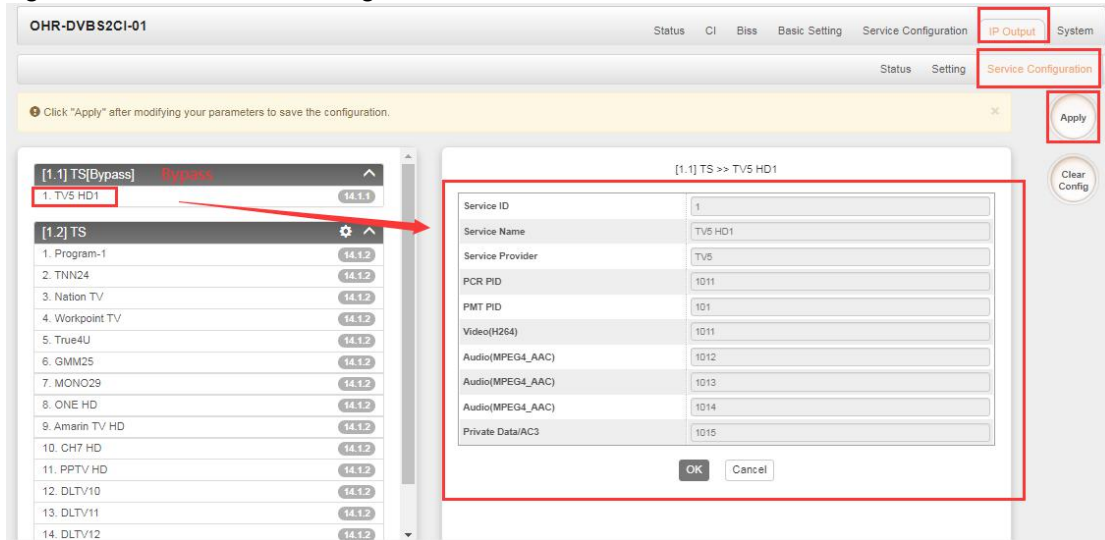 OHR-DVBS2CI-01
Status CI Biss Basic Setting Service Configuration IP Output System
Status Setting Service Configuration
Click "Apply" after modifying your parameters to save the configuration. ×
Apply
Clear
Config
[1.1] TS[Bypass] Bypass
1. TV5 HD1 14.1.1
[1.2] TS
1. Program-1 14.1.2
2. TNN24 14.1.2
3. Nation TV 14.1.2
4. Workpoint TV 14.1.2
5. True4U 14.1.2
6. GMM25 14.1.2
7. MONO29 14.1.2
8. ONE HD 14.1.2
9. Amarin TV HD 14.1.2
10. CH7 HD 14.1.2
11. PPTV HD 14.1.2
12. DLTV10 14.1.2
13. DLTV11 14.1.2
14. DLTV12 14.1.2
[1.1] TS >> TV5 HD1
Service ID 1
Service Name TV5 HD1
Service Provider TV5
PCR PID 1011
PMT PID 101
Video(H264) 1011
Audio(MPEG4_AAC) 1012
Audio(MPEG4_AAC) 1013
Audio(MPEG4_AAC) 1014
Private Data/AC3 1015
OK Cancel